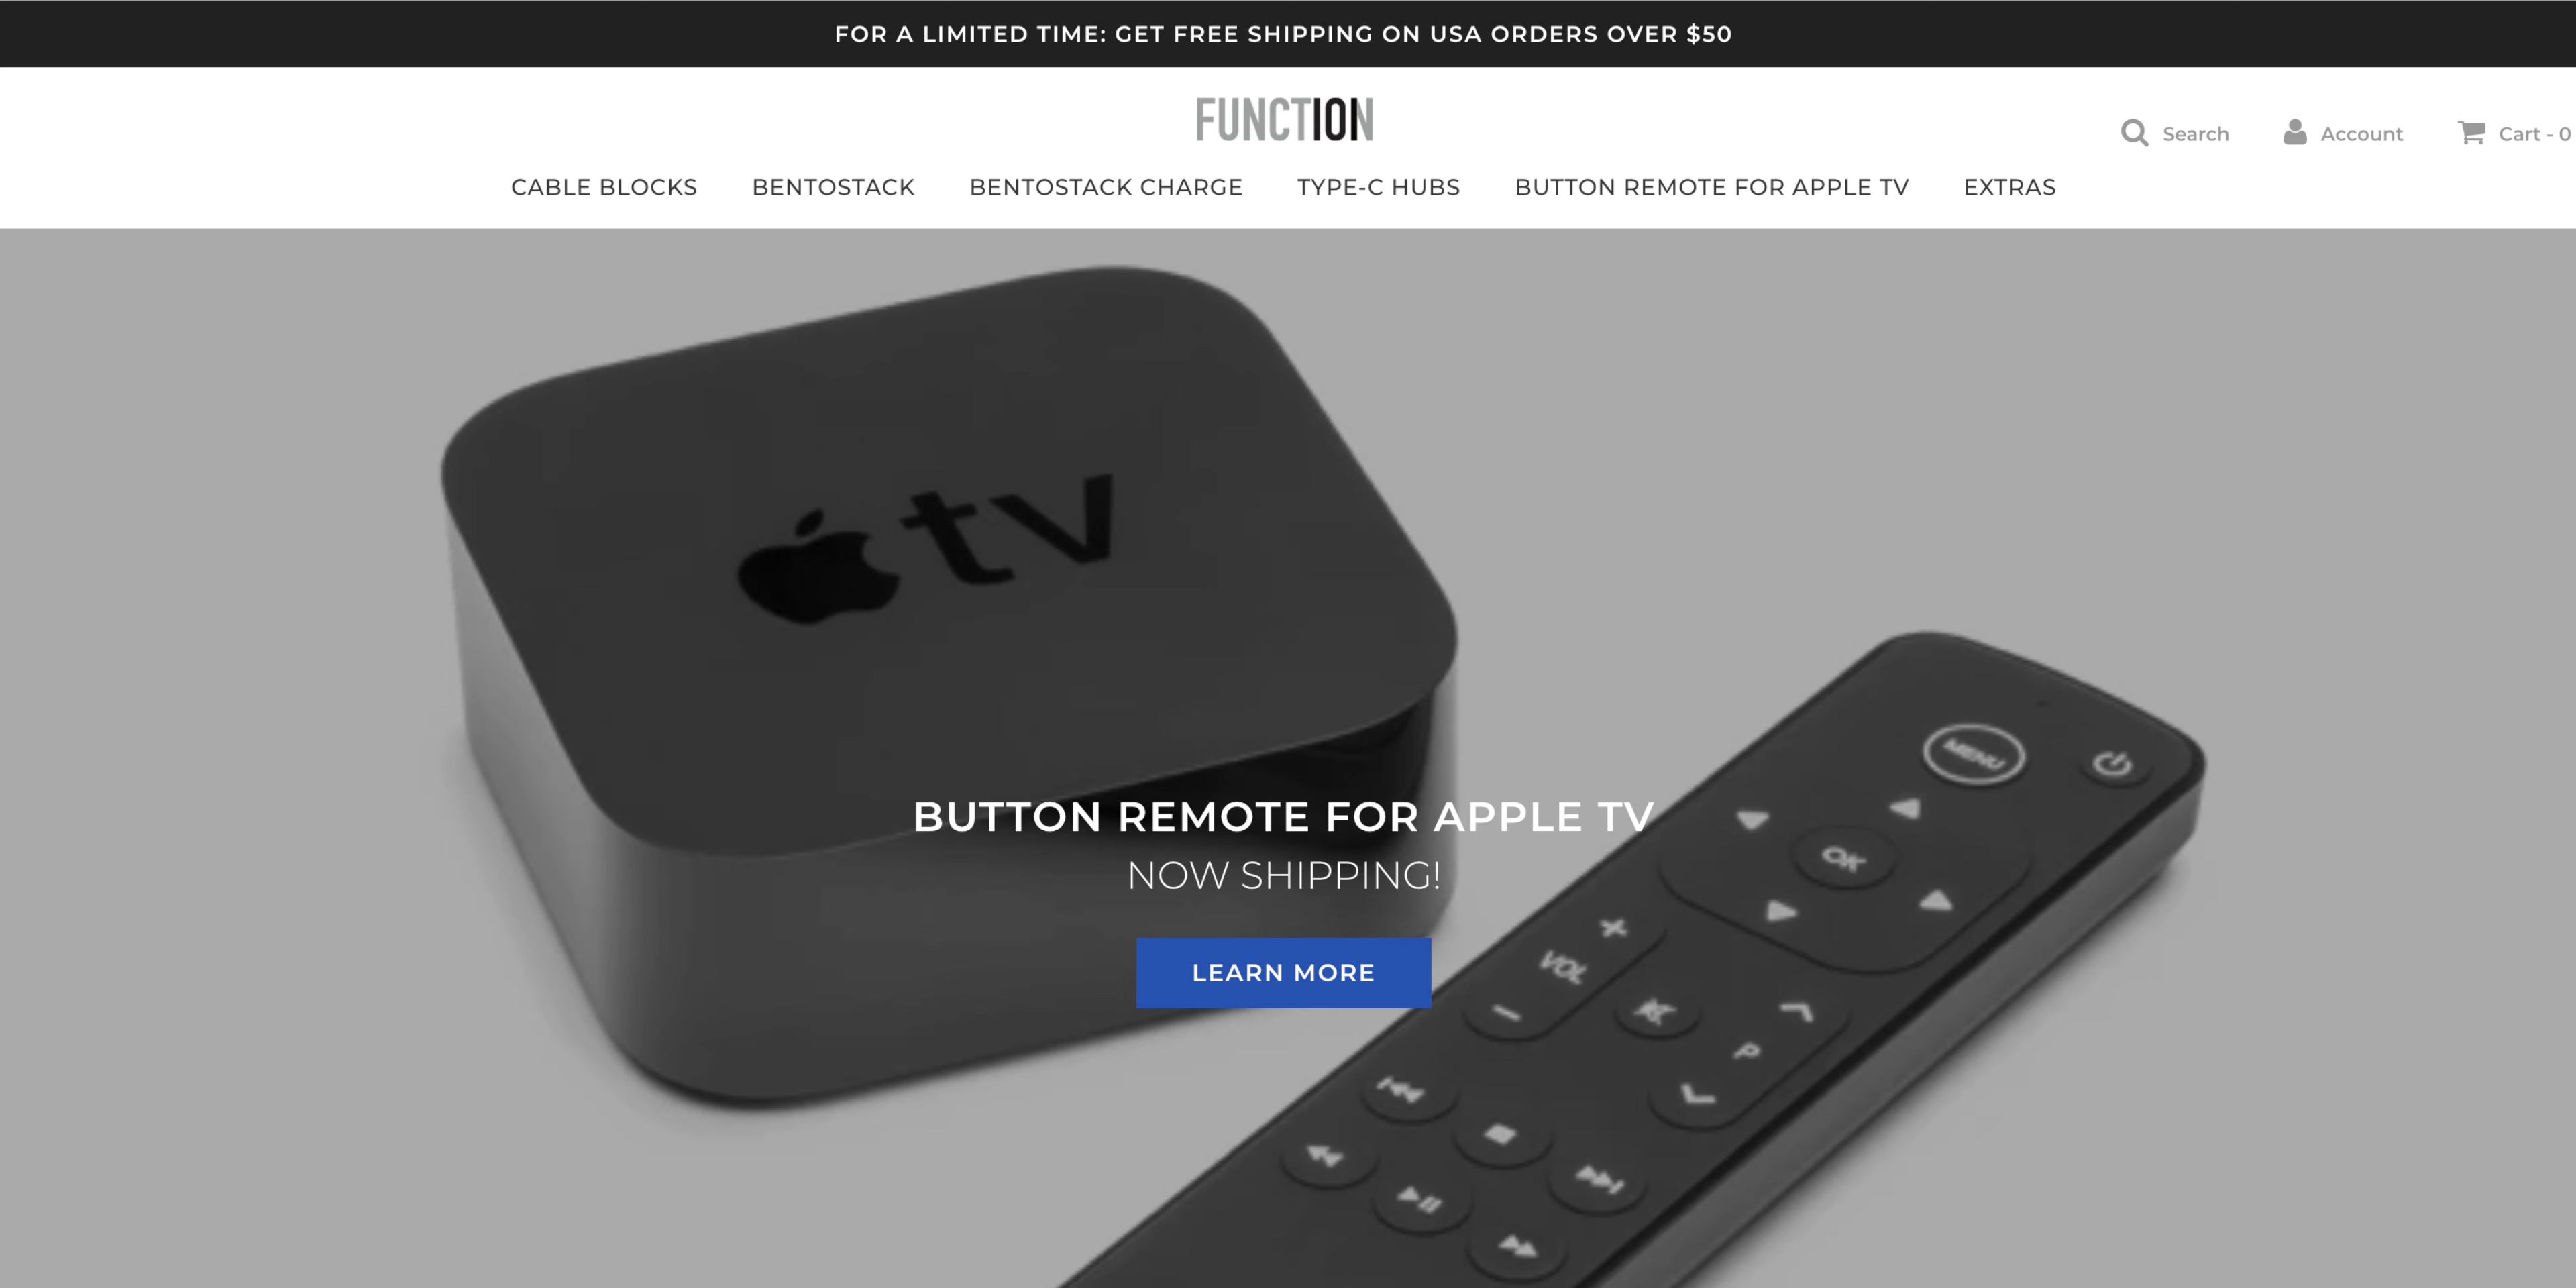 FOR A LIMITED TIME: GET FREE SHIPPING ON USA ORDERS OVER $50
FUNCTION
Search
Account
Cart - 0
CABLE BLOCKS
BENTOSTACK
BENTOSTACK CHARGE
TYPE-C HUBS
BUTTON REMOTE FOR APPLE TV
EXTRAS
tv
MENU
OK
BUTTON REMOTE FOR APPLE TV
NOW SHIPPING!
LEARN MORE
+
VOL
-
P